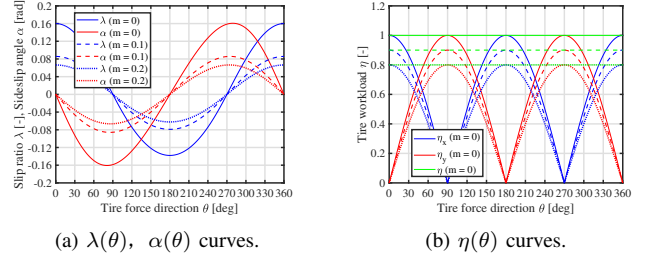 Slip ratio λ [-], Sideslip angle α [rad]
0.2
0.16
0.12
0.08
0.04
0
-0.04
-0.08
-0.12
-0.16
-0.2
λ (m = 0)
α (m = 0)
λ (m = 0.1)
α (m = 0.1)
λ (m = 0.2)
α (m = 0.2)
0 30 60 90 120 150 180 210 240 270 300 330 360
Tire force direction θ [deg]
(a) λ(θ), α(θ) curves.
Tire workload η [-]
1.2
1
0.8
0.6
0.4
0.2
0
ηx (m = 0)
ηy (m = 0)
η (m = 0)
0 30 60 90 120 150 180 210 240 270 300 330 360
Tire force direction θ [deg]
(b) η(θ) curves.